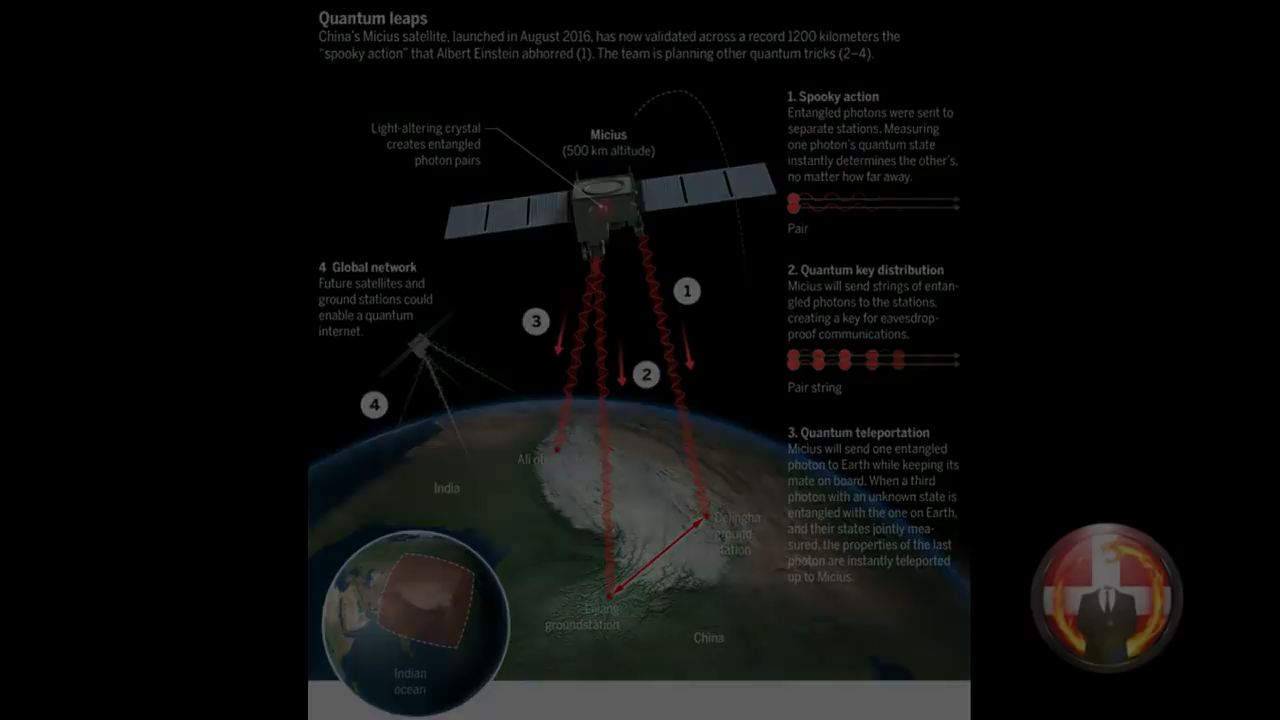 Quantum leaps
China's Micius satellite, launched in August 2016, has now validated across a record 1200 kilometers the
"spooky action" that Albert Einstein abhorred (1). The team is planning other quantum tricks (2–4).
Light-altering crystal
creates entangled
photon pairs
Micius
(500 km altitude)
1. Spooky action
Entangled photons were sent to
separate stations. Measuring
one photon's quantum state
instantly determines the other's,
no matter how far away.
Pair
2. Quantum key distribution
Micius will send strings of entan-
gled photons to the stations,
creating a key for eavesdrop-
proof communications.
Pair string
3. Quantum teleportation
Micius will send one entangled
photon to Earth while keeping its
mate on board. When a third
photon with an unknown state is
entangled with the one on Earth,
and their states jointly mea-
sured, the properties of the last
photon are instantly teleported
up to Micius.
4 Global network
Future satellites and
ground stations could
enable a quantum
internet.
1
3
2
4
Ali
India
Delingha
ground
station
Lijiang
groundstation
China
Indian
ocean